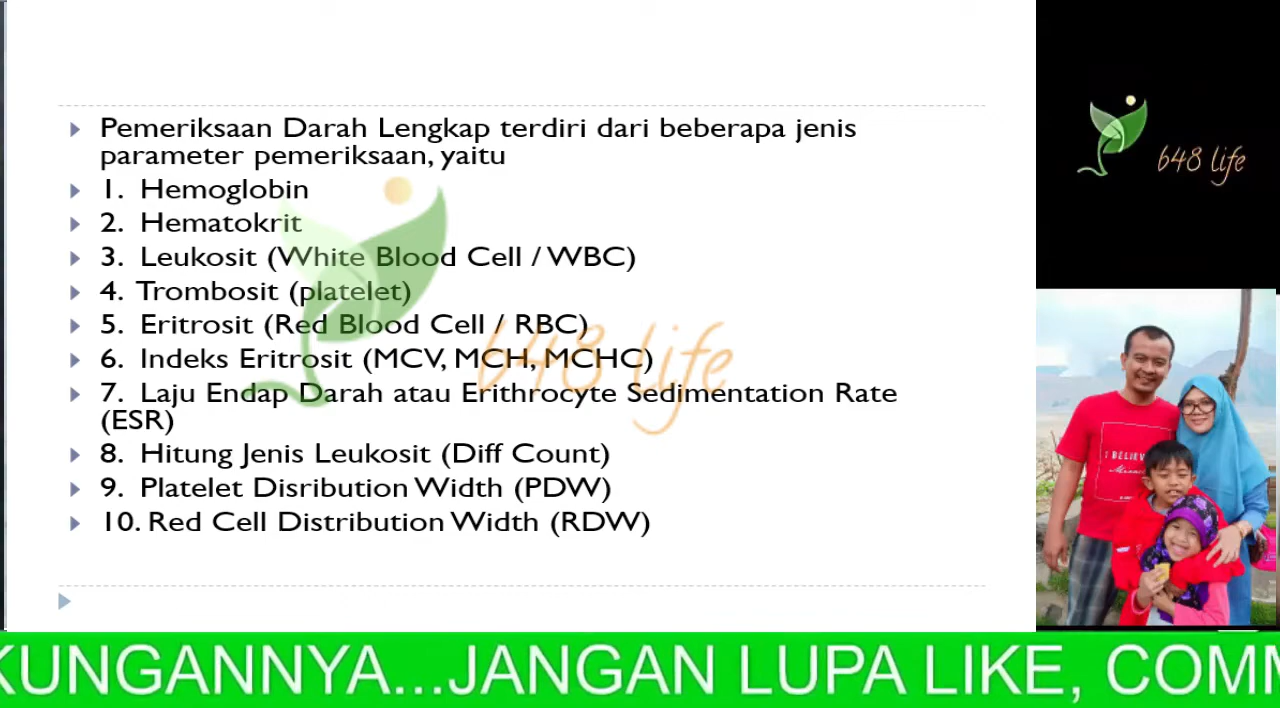 Pemeriksaan Darah Lengkap terdiri dari beberapa jenis
parameter pemeriksaan, yaitu
1. Hemoglobin
2. Hematokrit
3. Leukosit (White Blood Cell / WBC)
4. Trombosit (platelet)
5. Eritrosit (Red Blood Cell / RBC)
6. Indeks Eritrosit (MCV, MCH, MCHC)
7. Laju Endap Darah atau Erithrocyte Sedimentation Rate
(ESR)
8. Hitung Jenis Leukosit (Diff Count)
9. Platelet Disribution Width (PDW)
10. Red Cell Distribution Width (RDW)
648 life
648 life
I BELIEV
KUNGANNYA...JANGAN LUPA LIKE, COMM